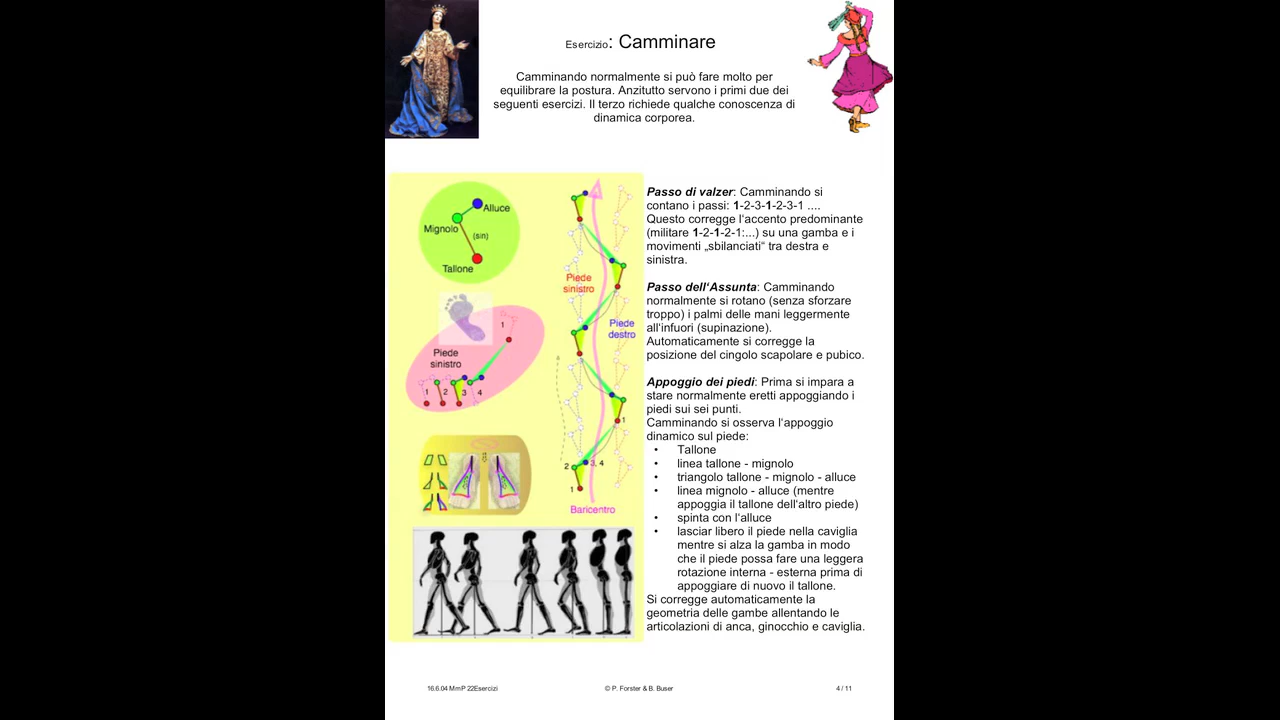 Esercizio: Camminare
Camminando normalmente si può fare molto per
equilibrare la postura. Anzitutto servono i primi due dei
seguenti esercizi. Il terzo richiede qualche conoscenza di
dinamica corporea.
Alluce
Mignolo
(sin)
Tallone
Piede
sinistro
1
1 2 3 4
Piede
sinistro
Piede
destro
1
2 3, 4
1
Baricentro
Passo di valzer: Camminando si
contano i passi: 1-2-3-1-2-3-1 ....
Questo corregge l‘accento predominante
(militare 1-2-1-2-1:...) su una gamba e i
movimenti „sbilanciati“ tra destra e
sinistra.
Passo dell‘Assunta: Camminando
normalmente si rotano (senza sforzare
troppo) i palmi delle mani leggermente
all‘infuori (supinazione).
Automaticamente si corregge la
posizione del cingolo scapolare e pubico.
Appoggio dei piedi: Prima si impara a
stare normalmente eretti appoggiando i
piedi sui sei punti.
Camminando si osserva l‘appoggio
dinamico sul piede:
• Tallone
• linea tallone - mignolo
• triangolo tallone - mignolo - alluce
• linea mignolo - alluce (mentre
appoggia il tallone dell‘altro piede)
• spinta con l‘alluce
• lasciar libero il piede nella caviglia
mentre si alza la gamba in modo
che il piede possa fare una leggera
rotazione interna - esterna prima di
appoggiare di nuovo il tallone.
Si corregge automaticamente la
geometria delle gambe allentando le
articolazioni di anca, ginocchio e caviglia.
16.6.04 MmP 22Esercizi
© P. Forster & B. Buser
4 / 11